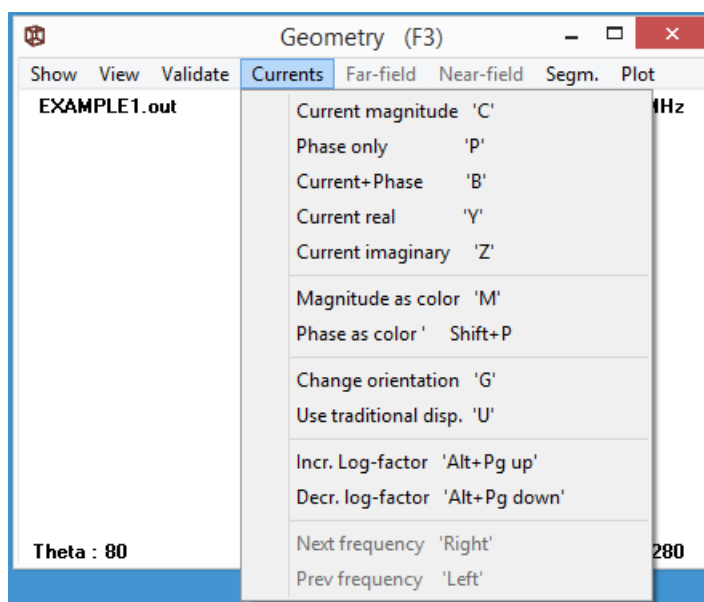 Geometry (F3)
Show View Validate Currents Far-field Near-field Segm. Plot
EXAMPLE1.out
Current magnitude 'C'
Phase only 'P'
Current+Phase 'B'
Current real 'Y'
Current imaginary 'Z'
Magnitude as color 'M'
Phase as color ' Shift+P
Change orientation 'G'
Use traditional disp. 'U'
Incr. Log-factor 'Alt+Pg up'
Decr. log-factor 'Alt+Pg down'
Next frequency 'Right'
Prev frequency 'Left'
MHz
Theta : 80
280